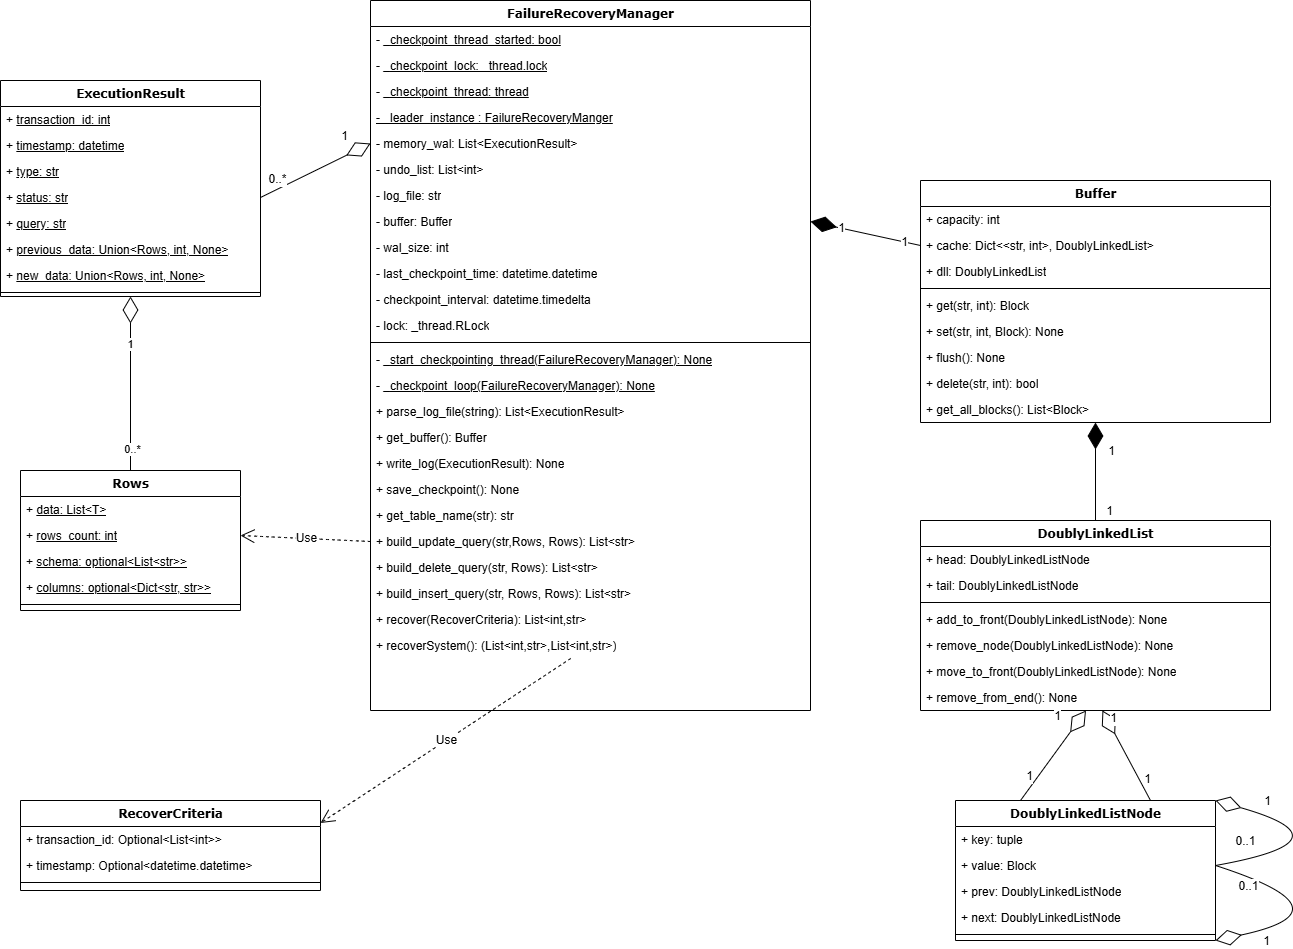 FailureRecoveryManager
- _checkpoint_thread_started: bool
- _checkpoint_lock: _thread.lock
- _checkpoint_thread: thread
- _leader_instance : FailureRecoveryManger
- memory_wal: List<ExecutionResult>
- undo_list: List<int>
- log_file: str
- buffer: Buffer
- wal_size: int
- last_checkpoint_time: datetime.datetime
- checkpoint_interval: datetime.timedelta
- lock: _thread.RLock
- _start_checkpointing_thread(FailureRecoveryManager): None
- _checkpoint_loop(FailureRecoveryManager): None
+ parse_log_file(string): List<ExecutionResult>
+ get_buffer(): Buffer
+ write_log(ExecutionResult): None
+ save_checkpoint(): None
+ get_table_name(str): str
+ build_update_query(str,Rows, Rows): List<str>
+ build_delete_query(str, Rows): List<str>
+ build_insert_query(str, Rows, Rows): List<str>
+ recover(RecoverCriteria): List<int,str>
+ recoverSystem(): (List<int,str>,List<int,str>)
ExecutionResult
+ transaction_id: int
+ timestamp: datetime
+ type: str
+ status: str
+ query: str
+ previous_data: Union<Rows, int, None>
+ new_data: Union<Rows, int, None>
1
0..*
1
0..*
Rows
+ data: List<T>
+ rows_count: int
+ schema: optional<List<str>>
+ columns: optional<Dict<str, str>>
Use
Use
RecoverCriteria
+ transaction_id: Optional<List<int>>
+ timestamp: Optional<datetime.datetime>
1
1
Buffer
+ capacity: int
+ cache: Dict<<str, int>, DoublyLinkedList>
+ dll: DoublyLinkedList
+ get(str, int): Block
+ set(str, int, Block): None
+ flush(): None
+ delete(str, int): bool
+ get_all_blocks(): List<Block>
1
1
DoublyLinkedList
+ head: DoublyLinkedListNode
+ tail: DoublyLinkedListNode
+ add_to_front(DoublyLinkedListNode): None
+ remove_node(DoublyLinkedListNode): None
+ move_to_front(DoublyLinkedListNode): None
+ remove_from_end(): None
1
1
1
1
DoublyLinkedListNode
+ key: tuple
+ value: Block
+ prev: DoublyLinkedListNode
+ next: DoublyLinkedListNode
1
0..1
0..1
1